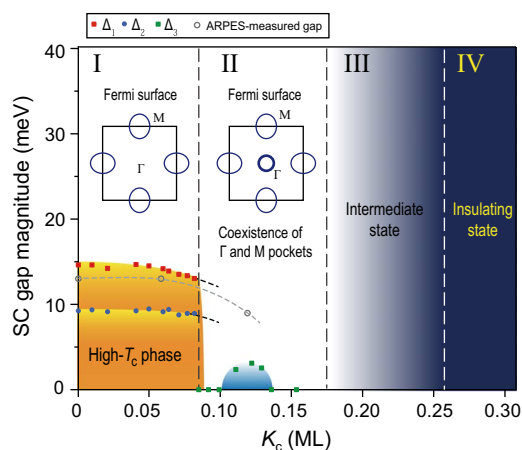 Δ₁ Δ₂ Δ₃ ARPES-measured gap
I II III IV
Fermi surface Fermi surface
M M
Γ Γ
Coexistence of
Γ and M pockets
Intermediate
state
Insulating
state
High-Tc phase
SC gap magnitude (meV)
40
30
20
15
10
5
0
0 0.05 0.10 0.15 0.20 0.25 0.30
Kc (ML)